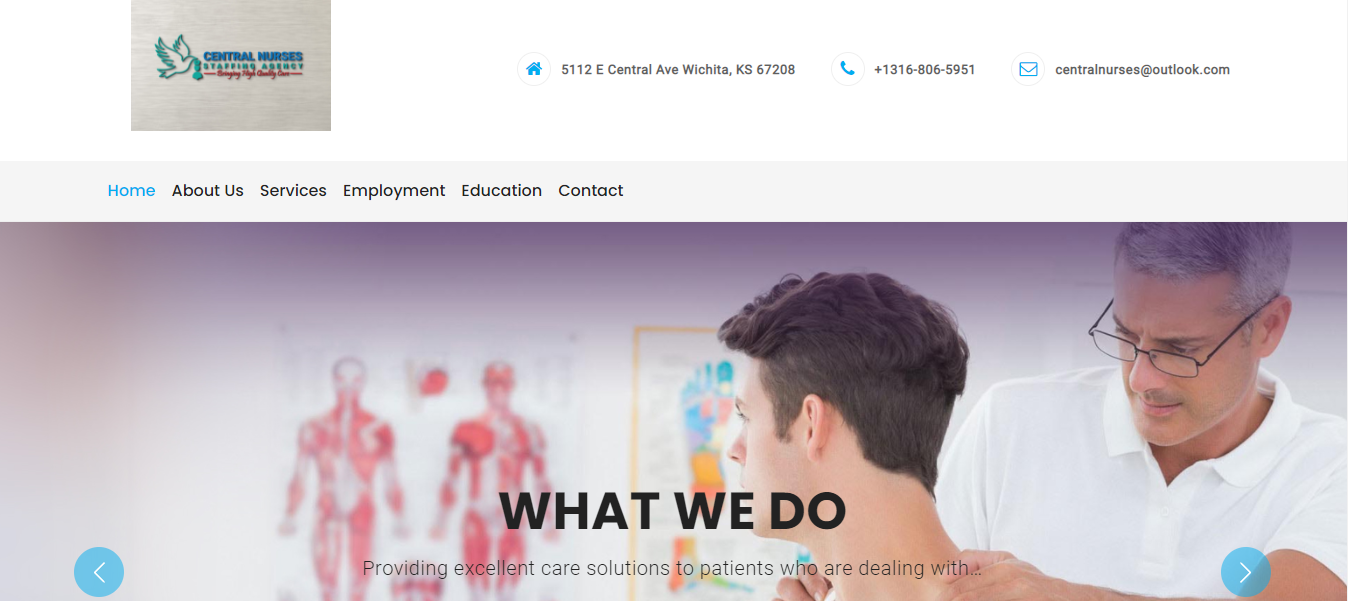 CENTRAL NURSES
STAFFING AGENCY
Bringing High Quality Care
5112 E Central Ave Wichita, KS 67208
+1316-806-5951
centralnurses@outlook.com
Home About Us Services Employment Education Contact
WHAT WE DO
Providing excellent care solutions to patients who are dealing with...